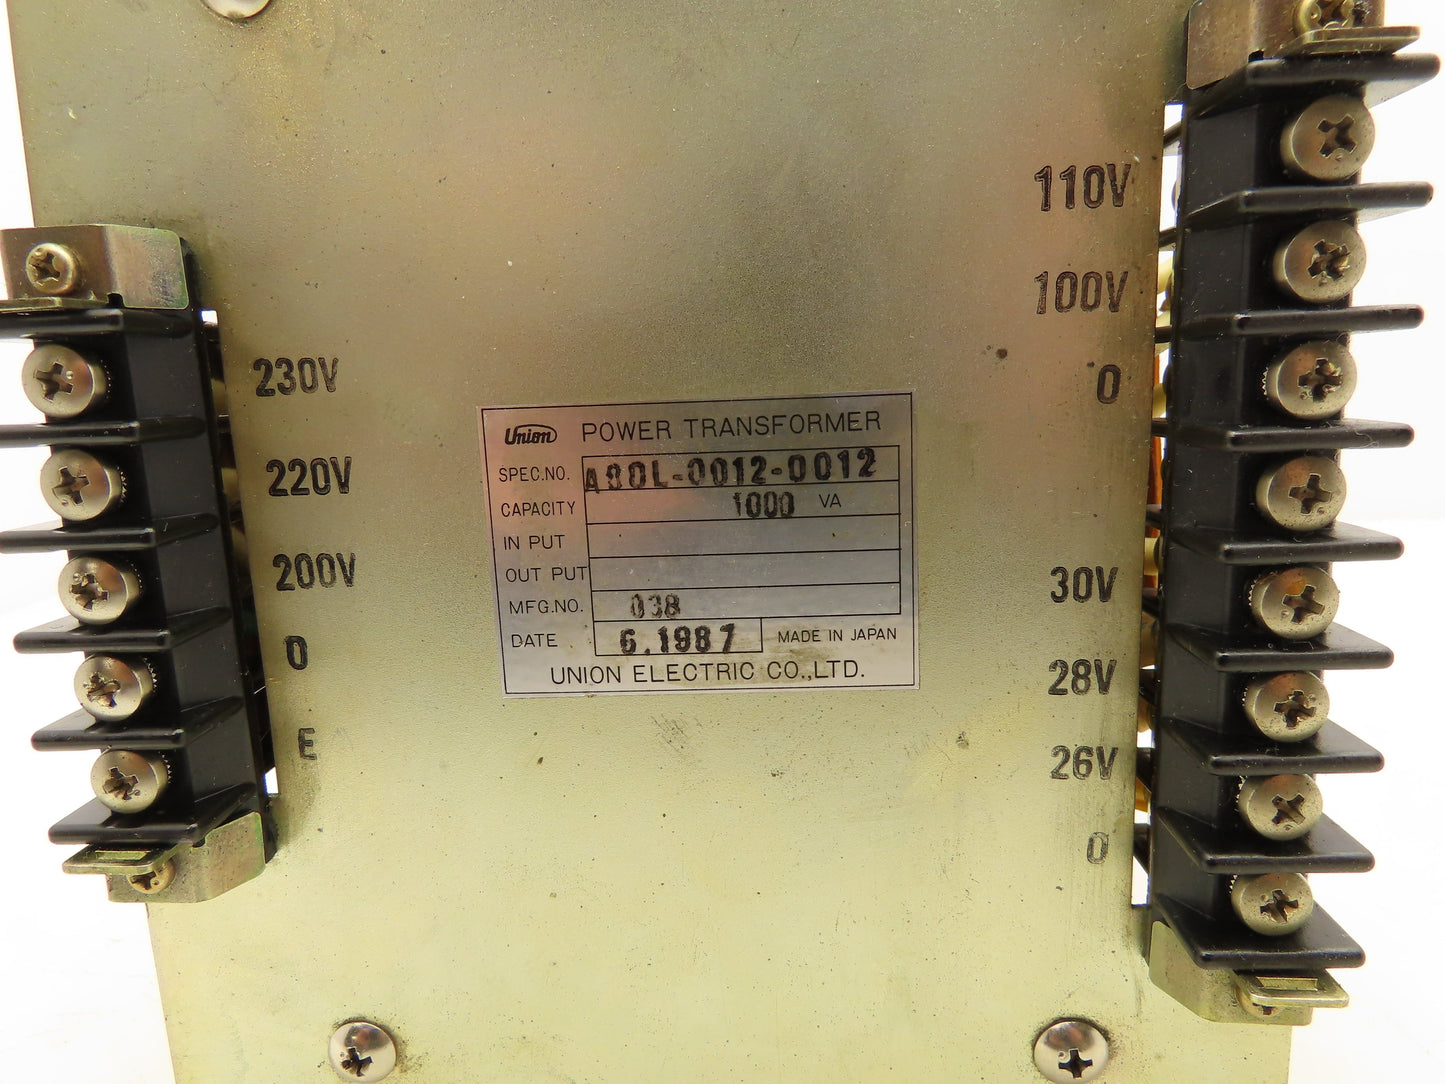 230V
220V
200V
0
E
Union POWER TRANSFORMER
SPEC.NO. A80L-0012-0012
CAPACITY 1000 VA
IN PUT
OUT PUT
MFG.NO. 038
DATE 6.1987 MADE IN JAPAN
UNION ELECTRIC CO.,LTD.
110V
100V
0
30V
28V
26V
0